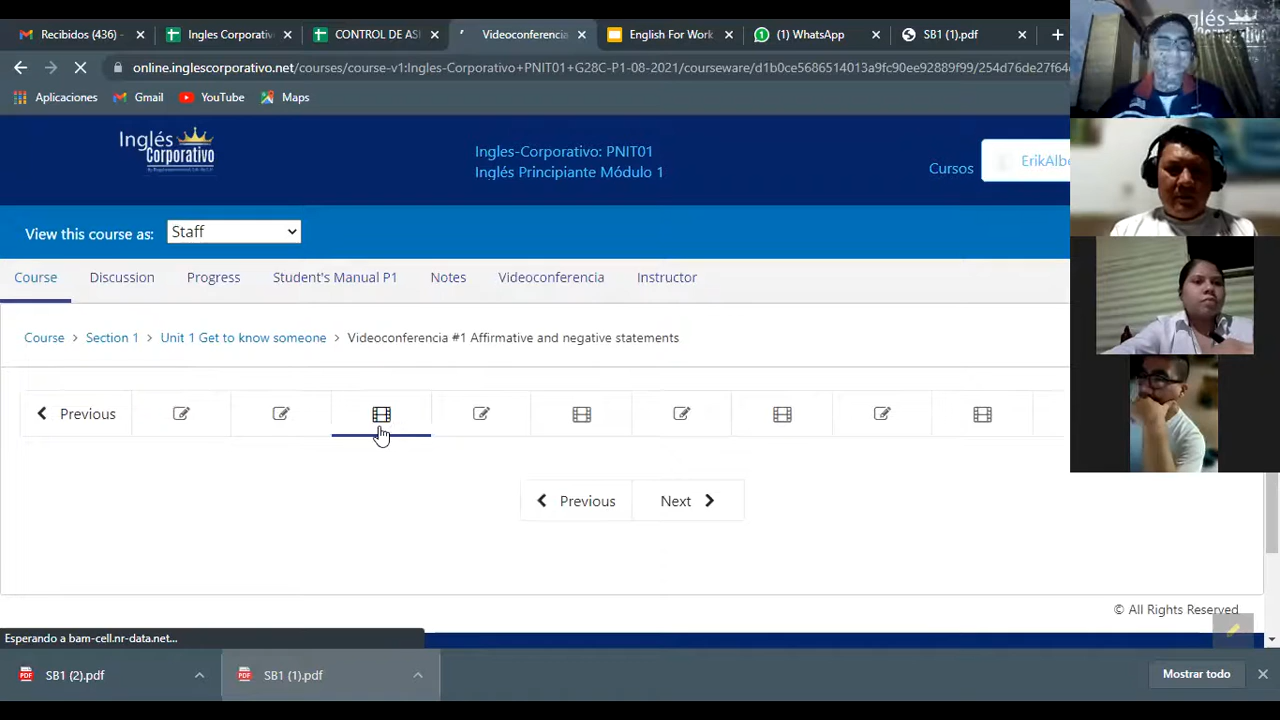 Recibidos (436) -
Ingles Corporativ
CONTROL DE ASI
Videoconferencia
English For Work
(1) WhatsApp
SB1 (1).pdf
online.inglescorporativo.net/courses/course-v1:Ingles-Corporativo+PNIT01+G28C-P1-08-2021/courseware/d1b0ce5686514013a9fc90ee92889f99/254d76de27f64
Aplicaciones
Gmail
YouTube
Maps
Inglés
Corporativo
Ingles-Corporativo: PNIT01
Inglés Principiante Módulo 1
Cursos
ErikAlbe
View this course as:
Staff
Course
Discussion
Progress
Student's Manual P1
Notes
Videoconferencia
Instructor
Course > Section 1 > Unit 1 Get to know someone > Videoconferencia #1 Affirmative and negative statements
Previous
Previous
Next
© All Rights Reserved
Esperando a bam-cell.nr-data.net...
SB1 (2).pdf
SB1 (1).pdf
Mostrar todo